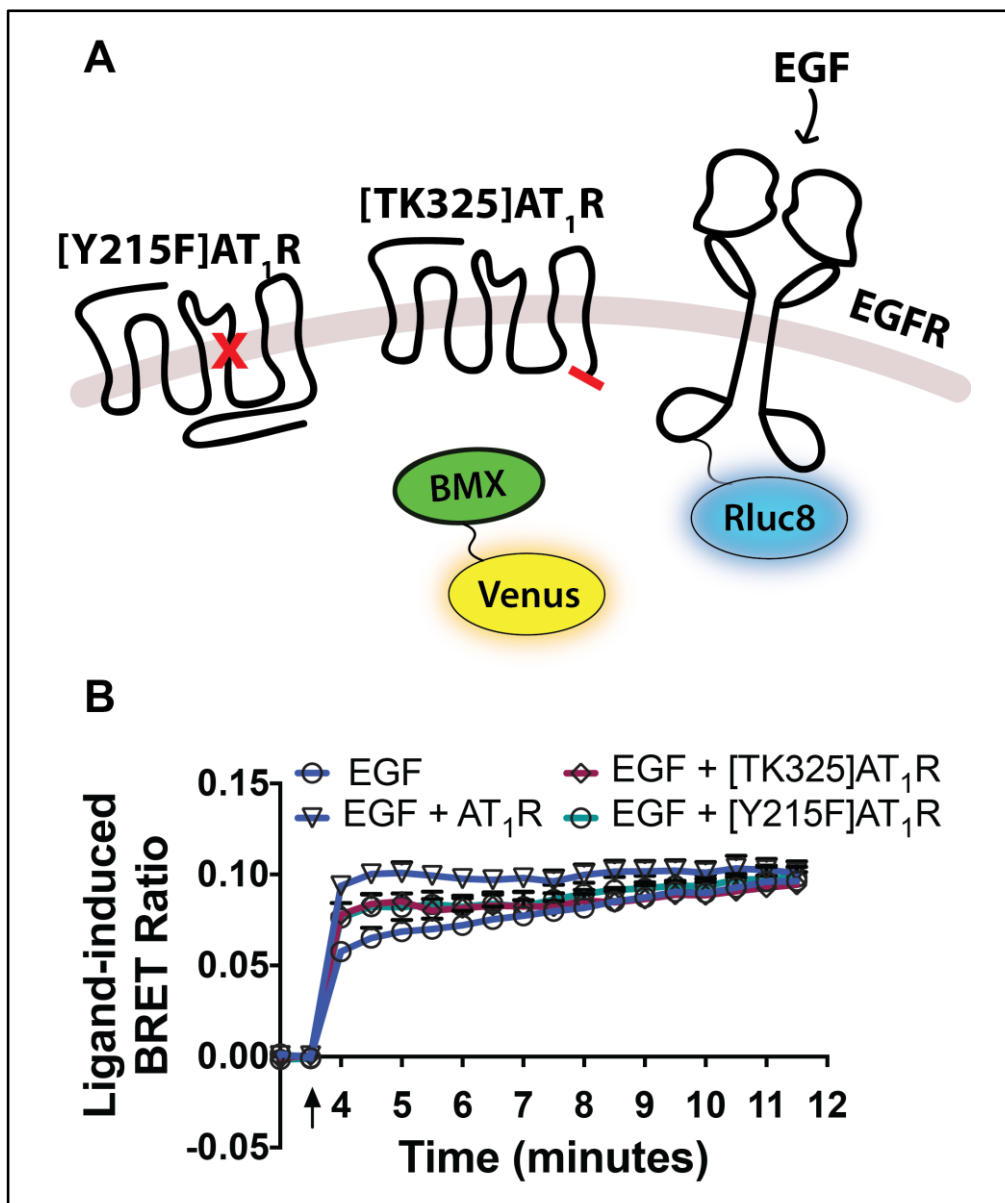 A
EGF
[TK325]AT1R
[Y215F]AT1R
EGFR
BMX
Rluc8
Venus
B
EGF
EGF + [TK325]AT1R
EGF + AT1R
EGF + [Y215F]AT1R
Ligand-induced
BRET Ratio
0.15
0.10
0.05
0.00
-0.05
4 5 6 7 8 9 10 11 12
Time (minutes)